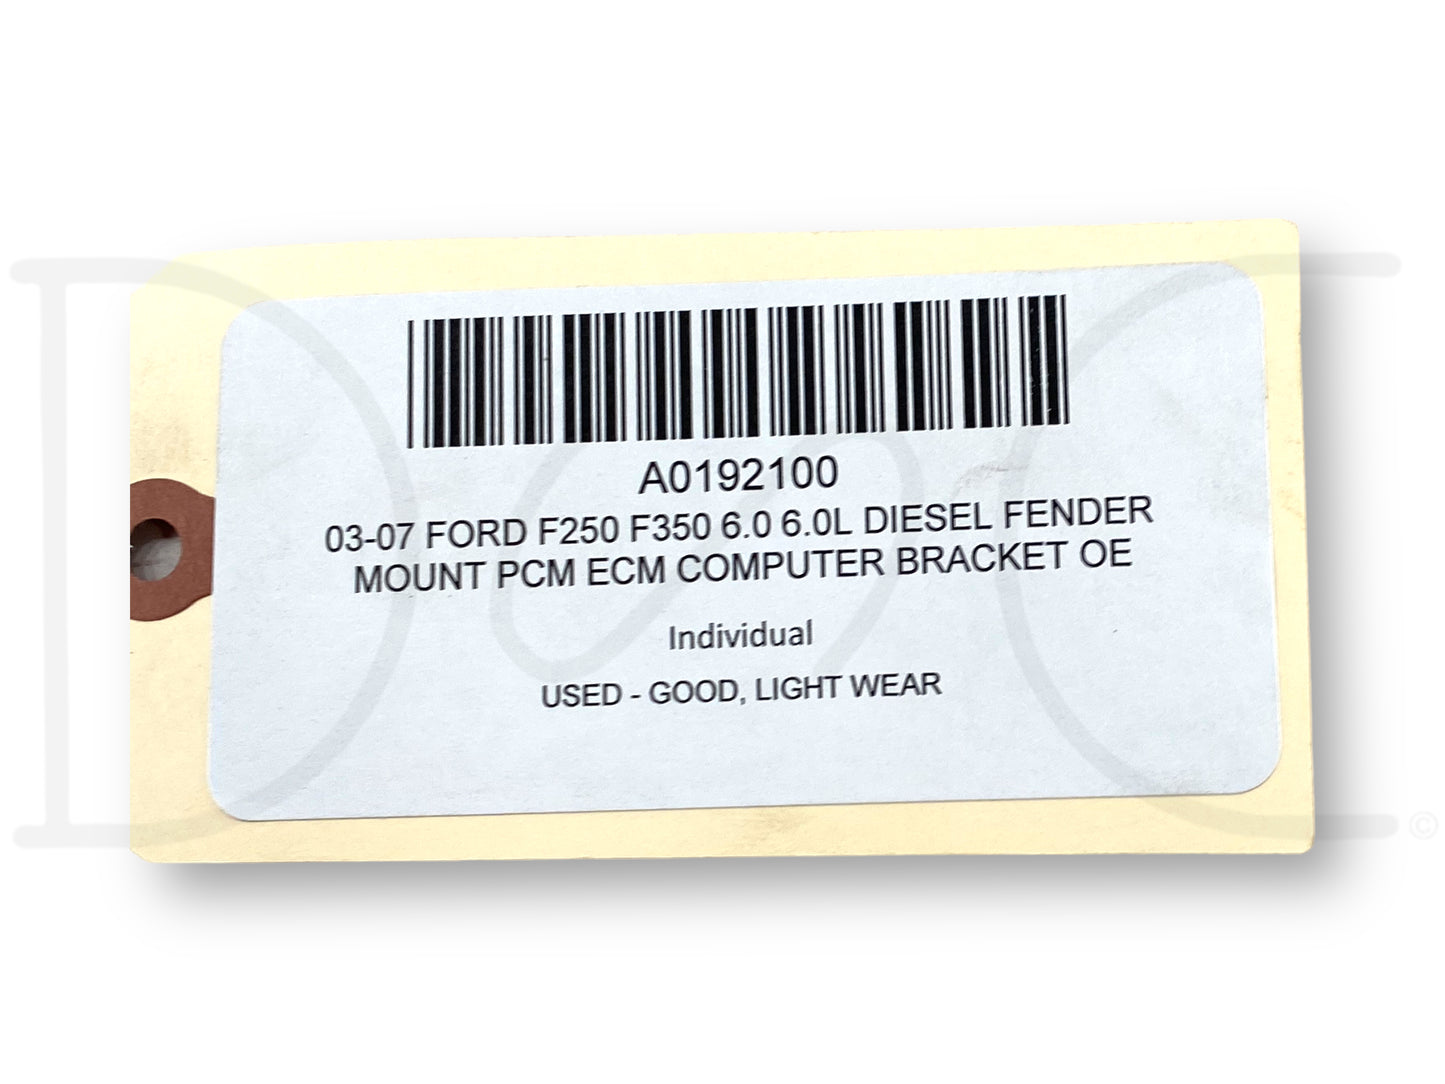 A0192100
03-07 FORD F250 F350 6.0 6.0L DIESEL FENDER
MOUNT PCM ECM COMPUTER BRACKET OE
Individual
USED - GOOD, LIGHT WEAR
©